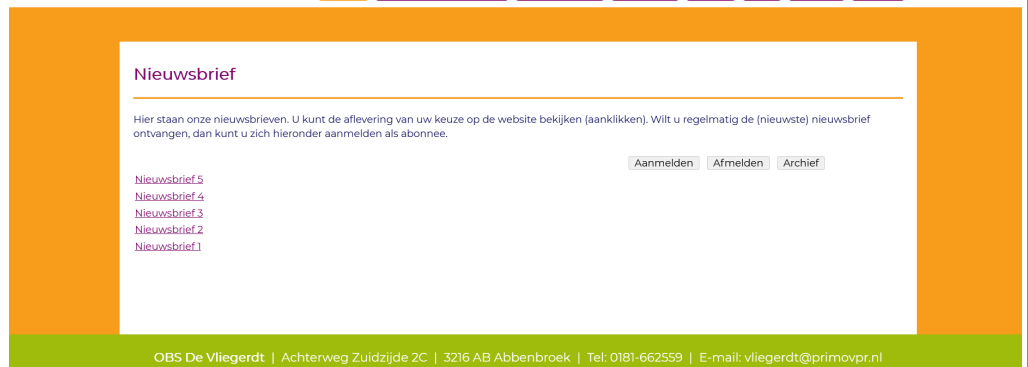 Nieuwsbrief
Hier staan onze nieuwsbrieven. U kunt de aflevering van uw keuze op de website bekijken (aanklikken). Wilt u regelmatig de (nieuwste) nieuwsbrief
ontvangen, dan kunt u zich hieronder aanmelden als abonnee.
Aanmelden Afmelden Archief
Nieuwsbrief 5
Nieuwsbrief 4
Nieuwsbrief 3
Nieuwsbrief 2
Nieuwsbrief 1
OBS De Vliegerdt | Achterweg Zuidzijde 2C | 3216 AB Abbenbroek | Tel: 0181-662559 | E-mail: vliegerdt@primovpr.nl